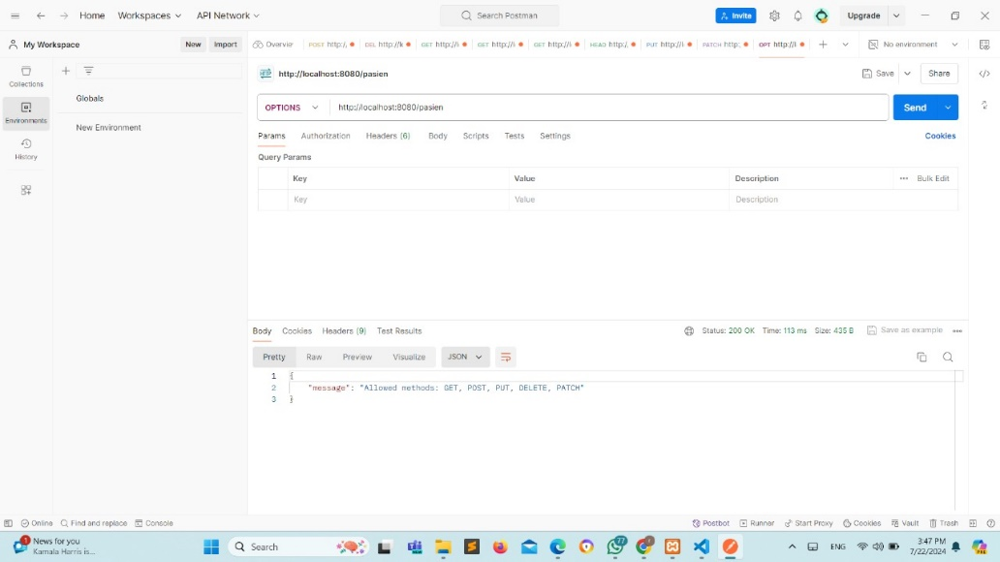 Home Workspaces API Network Search Postman Invite Upgrade
My Workspace New Import Overvie POST http:/ DEL http://k GET http://l GET http://l GET http://l HEAD http:/ PUT http://l PATCH http: OPT http://l No environment
Collections
Environments
History
Globals
New Environment
http://localhost:8080/pasien Save Share
OPTIONS http://localhost:8080/pasien Send
Params Authorization Headers (6) Body Scripts Tests Settings Cookies
Query Params
Key Value Description Bulk Edit
Key Value Description
Body Cookies Headers (9) Test Results Status: 200 OK Time: 113 ms Size: 435 B Save as example
Pretty Raw Preview Visualize JSON
1 {
2 "message": "Allowed methods: GET, POST, PUT, DELETE, PATCH"
3 }
Online Find and replace Console Postbot Runner Start Proxy Cookies Vault Trash
1 News for you
Kamala Harris is...
Search
77
ENG
3:47 PM
7/22/2024